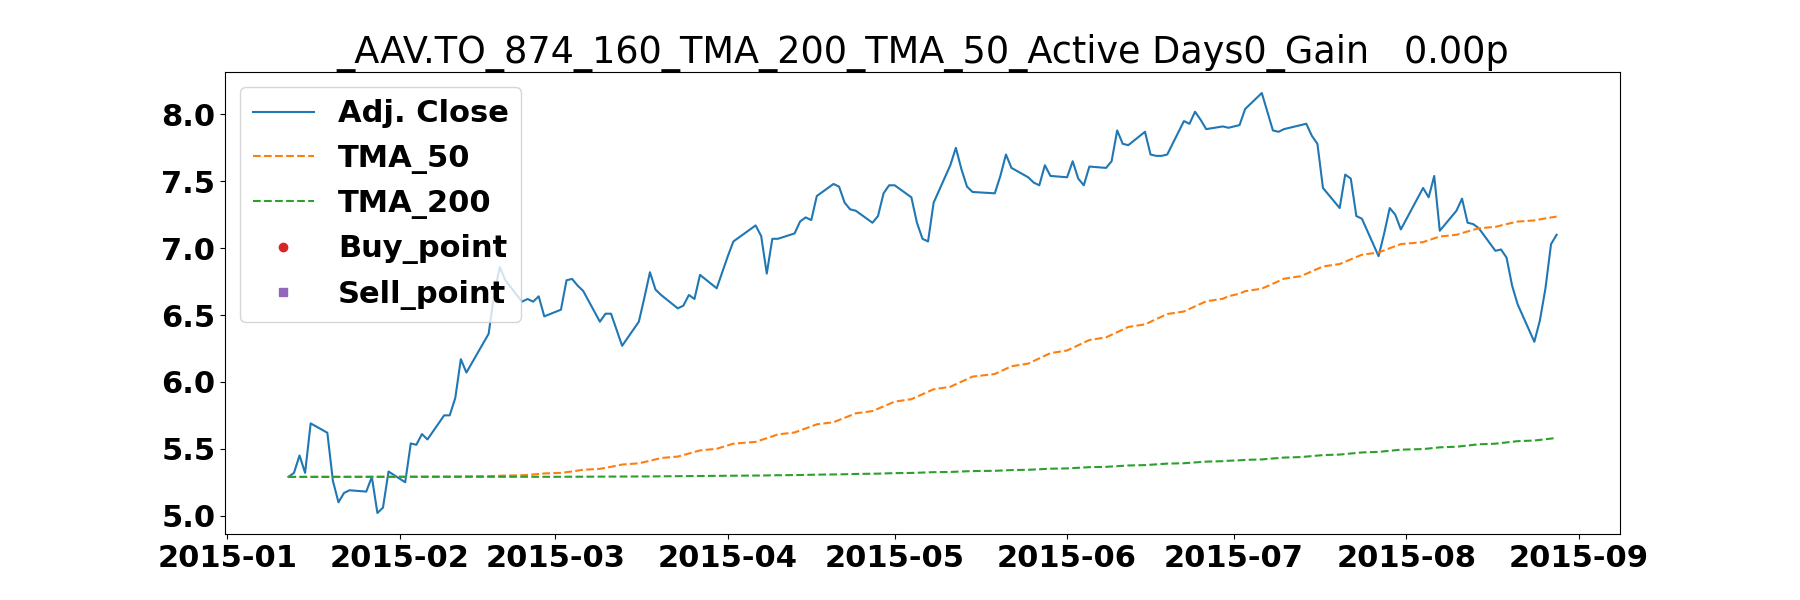 _AAV.TO_874_160_TMA_200_TMA_50_Active Days0_Gain   0.00p
Adj. Close
TMA_50
TMA_200
Buy_point
Sell_point
8.0
7.5
7.0
6.5
6.0
5.5
5.0
2015-01 2015-02 2015-03 2015-04 2015-05 2015-06 2015-07 2015-08 2015-09